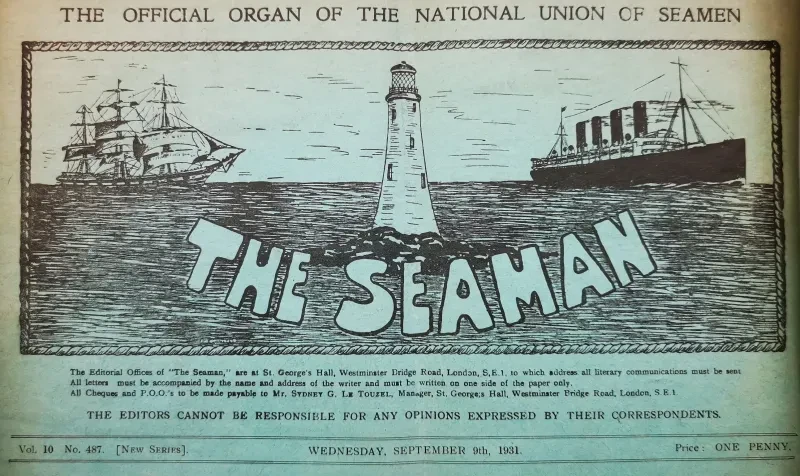 THE OFFICIAL ORGAN OF THE NATIONAL UNION OF SEAMEN
THE SEAMAN
The Editorial Offices of "The Seaman," are at St. George's Hall, Westminster Bridge Road, London, S.E.1. to which address all literary communications must be sent
All letters must be accompanied by the name and address of the writer and must be written on one side of the paper only.
All Cheques and P.O.O.'s to be made payable to Mr. SYDNEY G. LE TOUZEL, Manager, St. George;s Hall, Westminster Bridge Road, London, S.E.1
THE EDITORS CANNOT BE RESPONSIBLE FOR ANY OPINIONS EXPRESSED BY THEIR CORRESPONDENTS.
Vol. 10 No. 487. [NEW SERIES]. WEDNESDAY, SEPTEMBER 9th, 1931. Price: ONE PENNY.